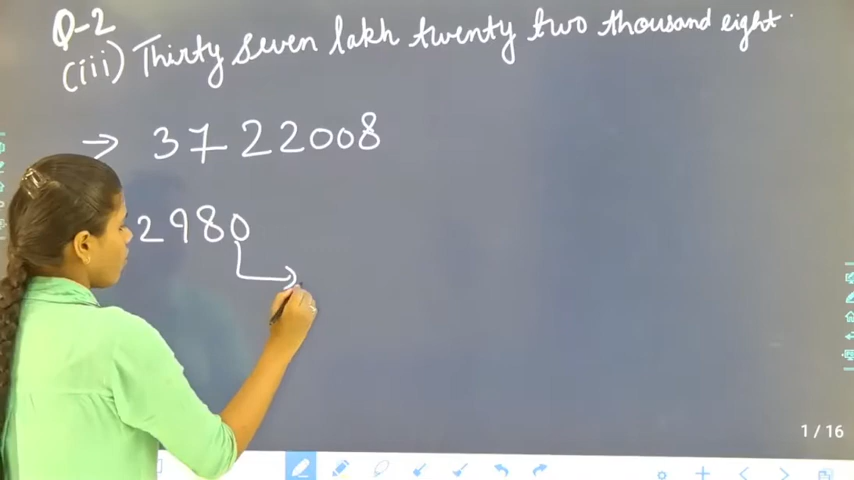 Q-2
(iii) Thirty seven lakh twenty two thousand eight.
→ 3722008
2980
1 / 16